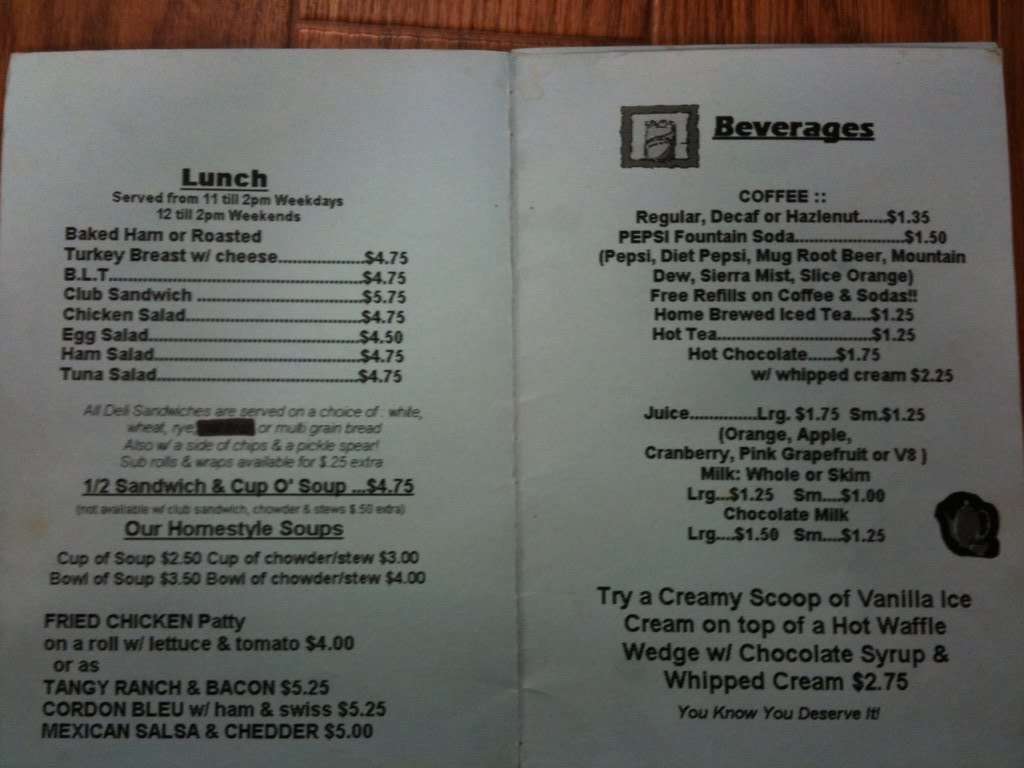 Lunch
Served from 11 till 2pm Weekdays
12 till 2pm Weekends
Baked Ham or Roasted
Turkey Breast w/ cheese.................$4.75
B.L.T..................................................$4.75
Club Sandwich .................................$5.75
Chicken Salad...................................$4.75
Egg Salad..........................................$4.50
Ham Salad.........................................$4.75
Tuna Salad........................................$4.75
All Deli Sandwiches are served on a choice of : white,
wheat, rye, or multi grain bread
Also w/ a side of chips & a pickle spear!
Sub rolls & wraps available for $.25 extra
1/2 Sandwich & Cup O' Soup ...$4.75
(not available w/ club sandwich, chowder & stews $.50 extra)
Our Homestyle Soups
Cup of Soup $2.50 Cup of chowder/stew $3.00
Bowl of Soup $3.50 Bowl of chowder/stew $4.00
FRIED CHICKEN Patty
on a roll w/ lettuce & tomato $4.00
or as
TANGY RANCH & BACON $5.25
CORDON BLEU w/ ham & swiss $5.25
MEXICAN SALSA & CHEDDER $5.00
Beverages
COFFEE ::
Regular, Decaf or Hazlenut......$1.35
PEPSI Fountain Soda.......................$1.50
(Pepsi, Diet Pepsi, Mug Root Beer, Mountain
Dew, Sierra Mist, Slice Orange)
Free Refills on Coffee & Sodas!!
Home Brewed Iced Tea....$1.25
Hot Tea................................$1.25
Hot Chocolate......$1.75
w/ whipped cream $2.25
Juice..............Lrg. $1.75 Sm.$1.25
(Orange, Apple,
Cranberry, Pink Grapefruit or V8 )
Milk: Whole or Skim
Lrg...$1.25 Sm....$1.00
Chocolate Milk
Lrg....$1.50 Sm....$1.25
Try a Creamy Scoop of Vanilla Ice
Cream on top of a Hot Waffle
Wedge w/ Chocolate Syrup &
Whipped Cream $2.75
You Know You Deserve It!